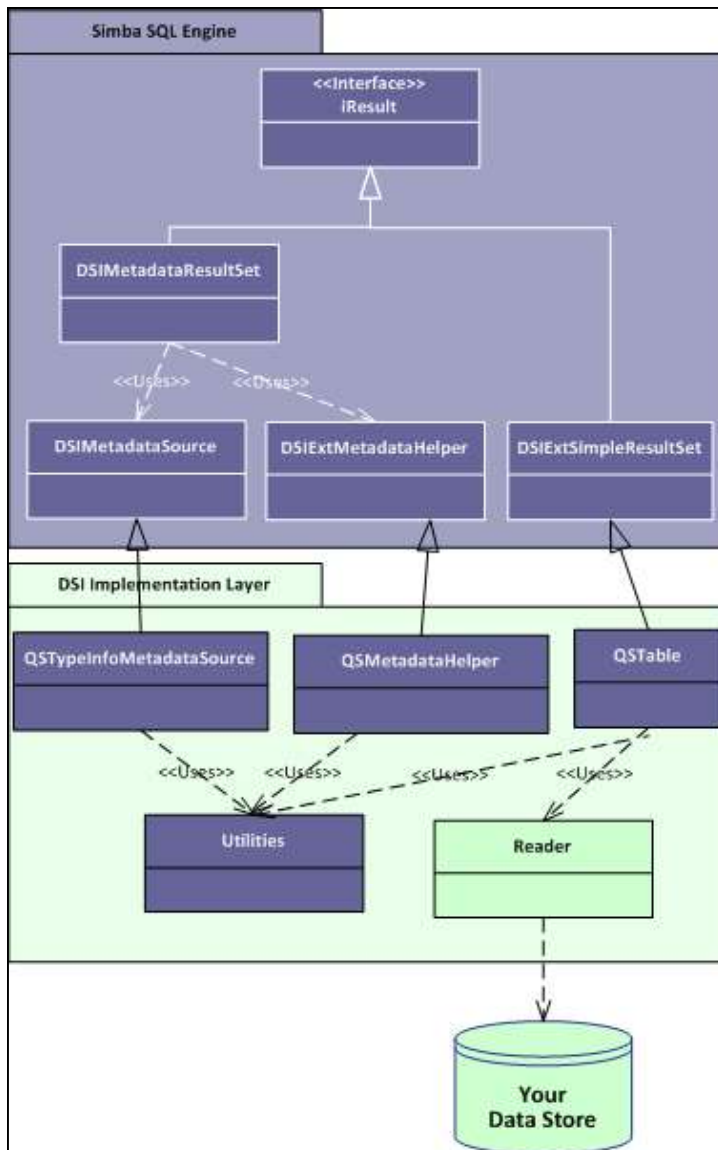 Simba SQL Engine
<<Interface>>
iResult
DSIMetadataResultSet
<<Uses>>
<<Uses>>
DSIMetadataSource
DSIExtMetadataHelper
DSIExtSimpleResultSet
DSI Implementation Layer
QSTypeInfoMetadataSource
QSMetadataHelper
QSTable
<<Uses>>
<<Uses>>
<<Uses>>
<<Uses>>
Utilities
Reader
Your
Data Store